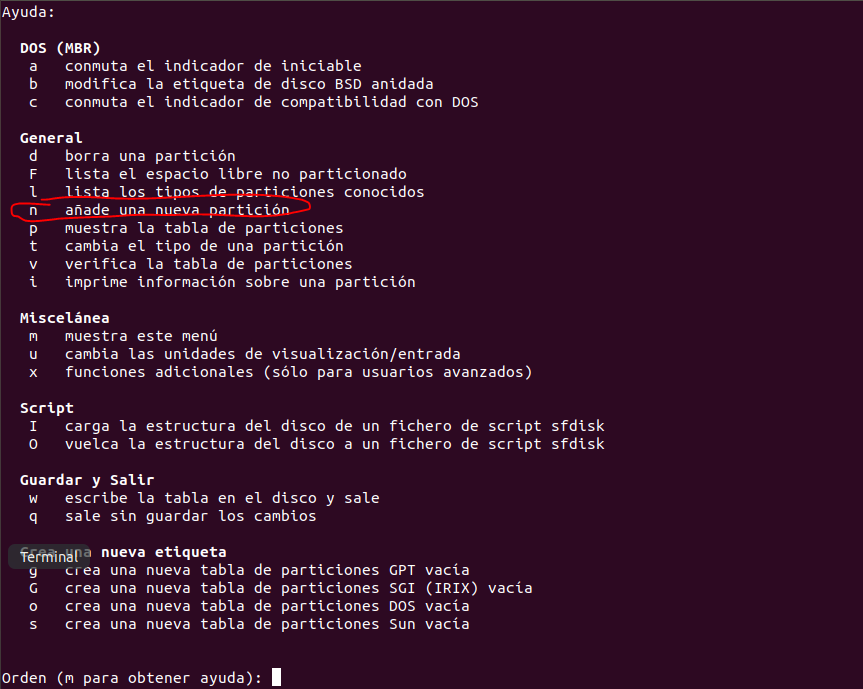 Ayuda:
DOS (MBR)
a conmuta el indicador de iniciable
b modifica la etiqueta de disco BSD anidada
c conmuta el indicador de compatibilidad con DOS
General
d borra una partición
F lista el espacio libre no particionado
l lista los tipos de particiones conocidos
n añade una nueva partición
p muestra la tabla de particiones
t cambia el tipo de una partición
v verifica la tabla de particiones
i imprime información sobre una partición
Miscelánea
m muestra este menú
u cambia las unidades de visualización/entrada
x funciones adicionales (sólo para usuarios avanzados)
Script
I carga la estructura del disco de un fichero de script sfdisk
O vuelca la estructura del disco a un fichero de script sfdisk
Guardar y Salir
w escribe la tabla en el disco y sale
q sale sin guardar los cambios
Crea una nueva etiqueta
Terminal
g crea una nueva tabla de particiones GPT vacía
G crea una nueva tabla de particiones SGI (IRIX) vacía
o crea una nueva tabla de particiones DOS vacía
s crea una nueva tabla de particiones Sun vacía
Orden (m para obtener ayuda):